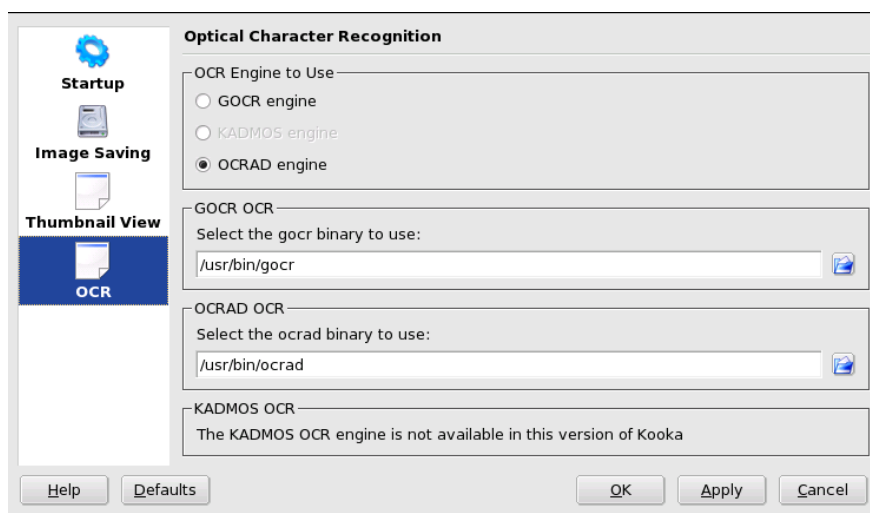 Startup
Image Saving
Thumbnail View
OCR
Optical Character Recognition
OCR Engine to Use
GOCR engine
KADMOS engine
OCRAD engine
GOCR OCR
Select the gocr binary to use:
/usr/bin/gocr
OCRAD OCR
Select the ocrad binary to use:
/usr/bin/ocrad
KADMOS OCR
The KADMOS OCR engine is not available in this version of Kooka
Help Defaults OK Apply Cancel